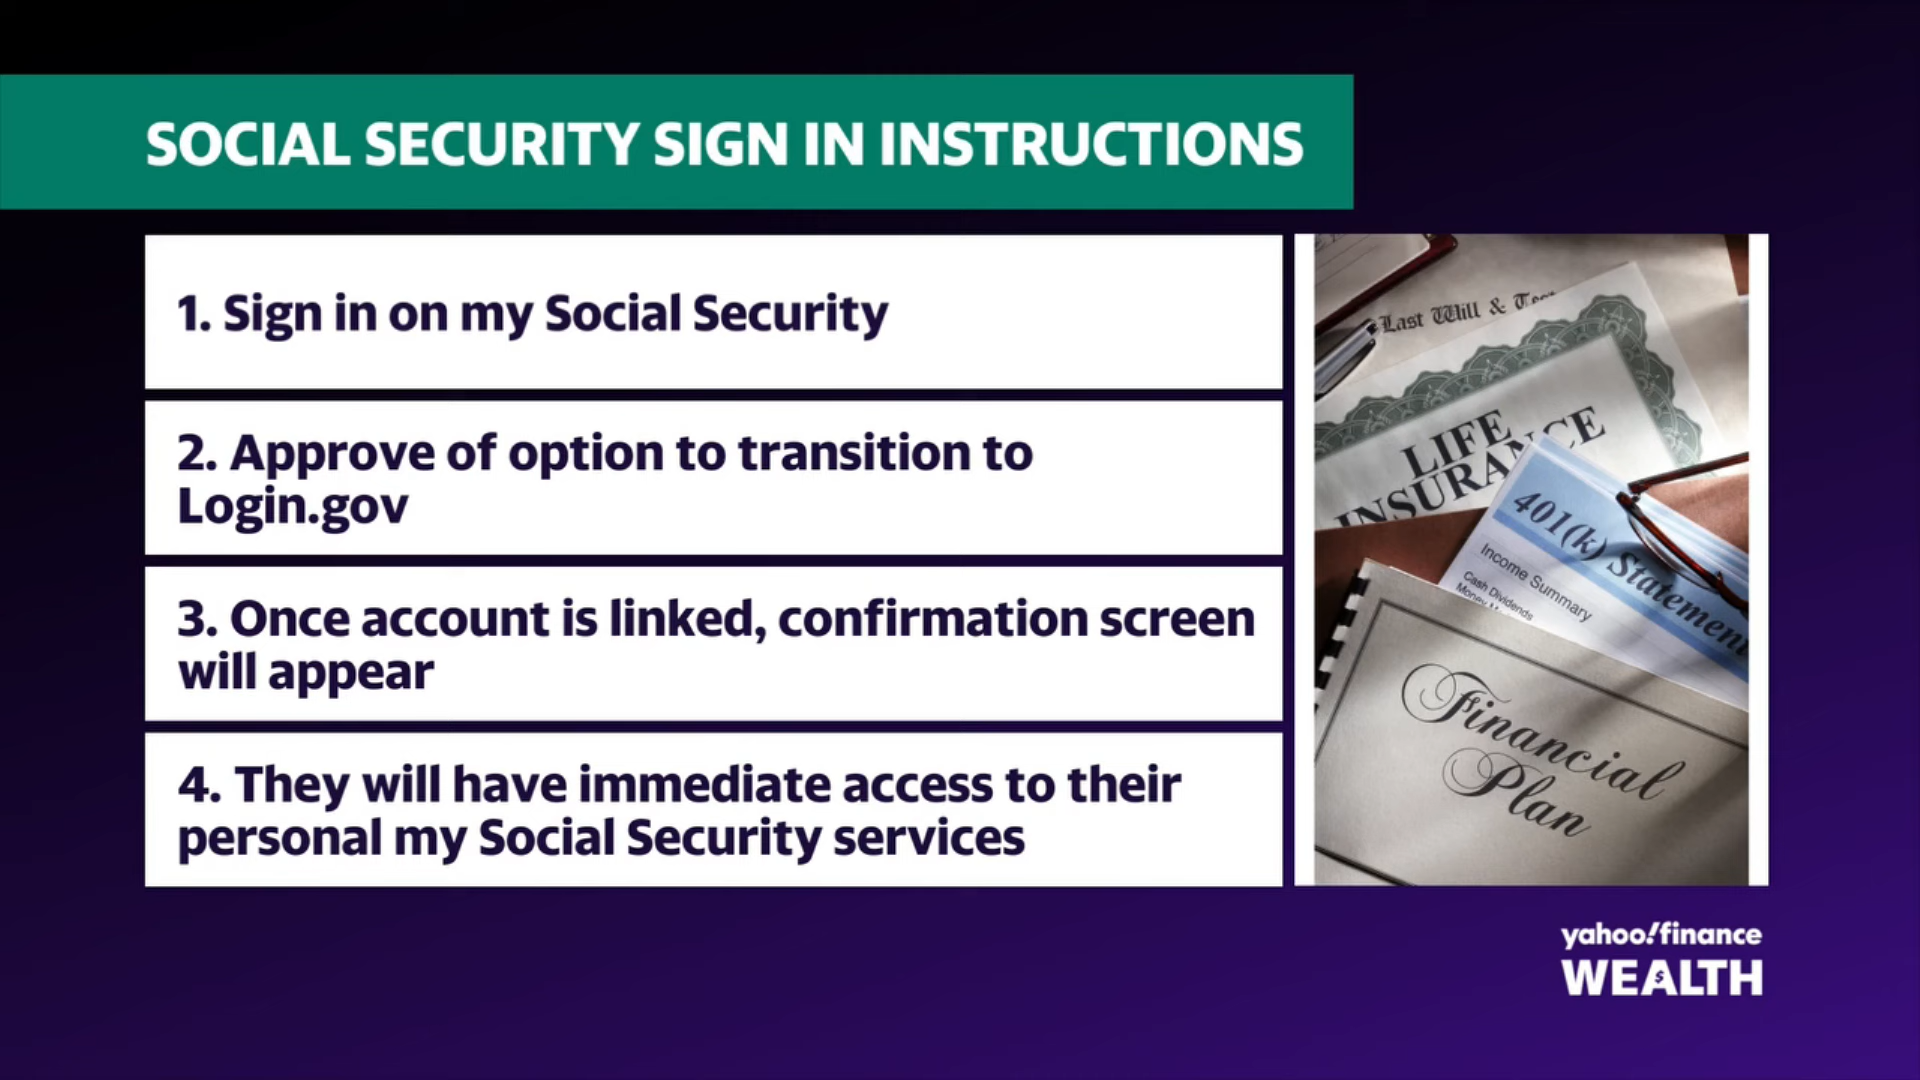 SOCIAL SECURITY SIGN IN INSTRUCTIONS
1. Sign in on my Social Security
2. Approve of option to transition to
Login.gov
3. Once account is linked, confirmation screen
will appear
4. They will have immediate access to their
personal my Social Security services
Last Will &
LIFE
INSURANCE
401(k) Statement
Income Summary
Cash Dividends
Financial
Plan
yahoo!finance
WEALTH